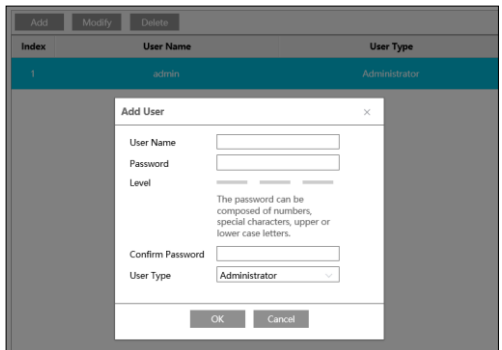 Add Modify Delete
Index User Name User Type
1 admin Administrator
Add User ×
User Name
Password
Level
The password can be
composed of numbers,
special characters, upper or
lower case letters.
Confirm Password
User Type Administrator
OK Cancel